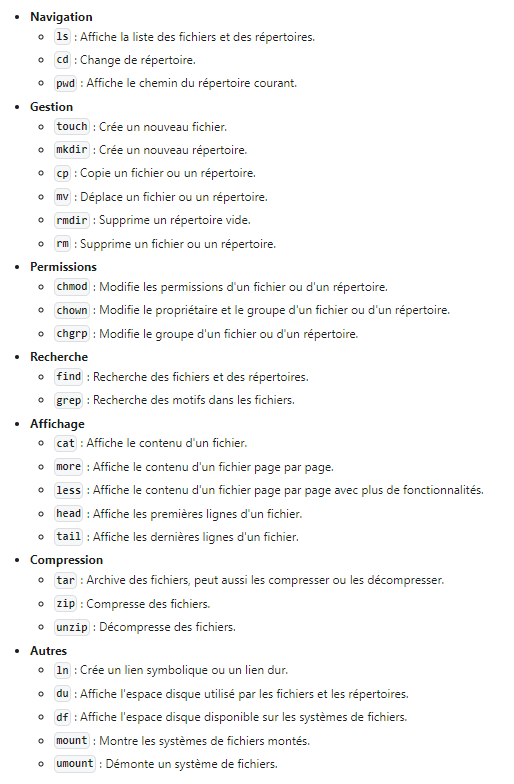 Navigation
ls : Affiche la liste des fichiers et des répertoires.
cd : Change de répertoire.
pwd : Affiche le chemin du répertoire courant.
Gestion
touch : Crée un nouveau fichier.
mkdir : Crée un nouveau répertoire.
cp : Copie un fichier ou un répertoire.
mv : Déplace un fichier ou un répertoire.
rmdir : Supprime un répertoire vide.
rm : Supprime un fichier ou un répertoire.
Permissions
chmod : Modifie les permissions d'un fichier ou d'un répertoire.
chown : Modifie le propriétaire et le groupe d'un fichier ou d'un répertoire.
chgrp : Modifie le groupe d'un fichier ou d'un répertoire.
Recherche
find : Recherche des fichiers et des répertoires.
grep : Recherche des motifs dans les fichiers.
Affichage
cat : Affiche le contenu d'un fichier.
more : Affiche le contenu d'un fichier page par page.
less : Affiche le contenu d'un fichier page par page avec plus de fonctionnalités.
head : Affiche les premières lignes d'un fichier.
tail : Affiche les dernières lignes d'un fichier.
Compression
tar : Archive des fichiers, peut aussi les compresser ou les décompresser.
zip : Compresse des fichiers.
unzip : Décompresse des fichiers.
Autres
ln : Crée un lien symbolique ou un lien dur.
du : Affiche l'espace disque utilisé par les fichiers et les répertoires.
df : Affiche l'espace disque disponible sur les systèmes de fichiers.
mount : Montre les systèmes de fichiers montés.
umount : Démonte un système de fichiers.